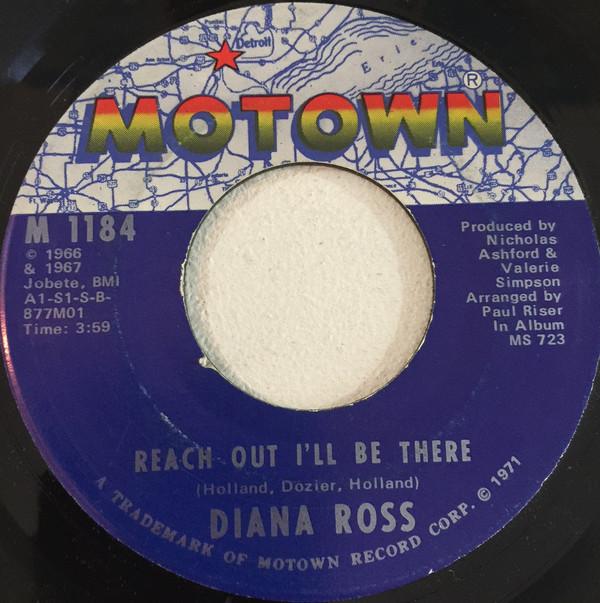 Detroit
Erie
MOTOWN®
M 1184
© 1966
& 1967
Jobete, BMI
A1-S1-S-B-
877M01
Time: 3:59
Produced by
Nicholas
Ashford &
Valerie
Simpson
Arranged by
Paul Riser
In Album
MS 723
REACH OUT I'LL BE THERE
(Holland, Dozier, Holland)
DIANA ROSS
A TRADEMARK OF MOTOWN RECORD CORP. © 1971